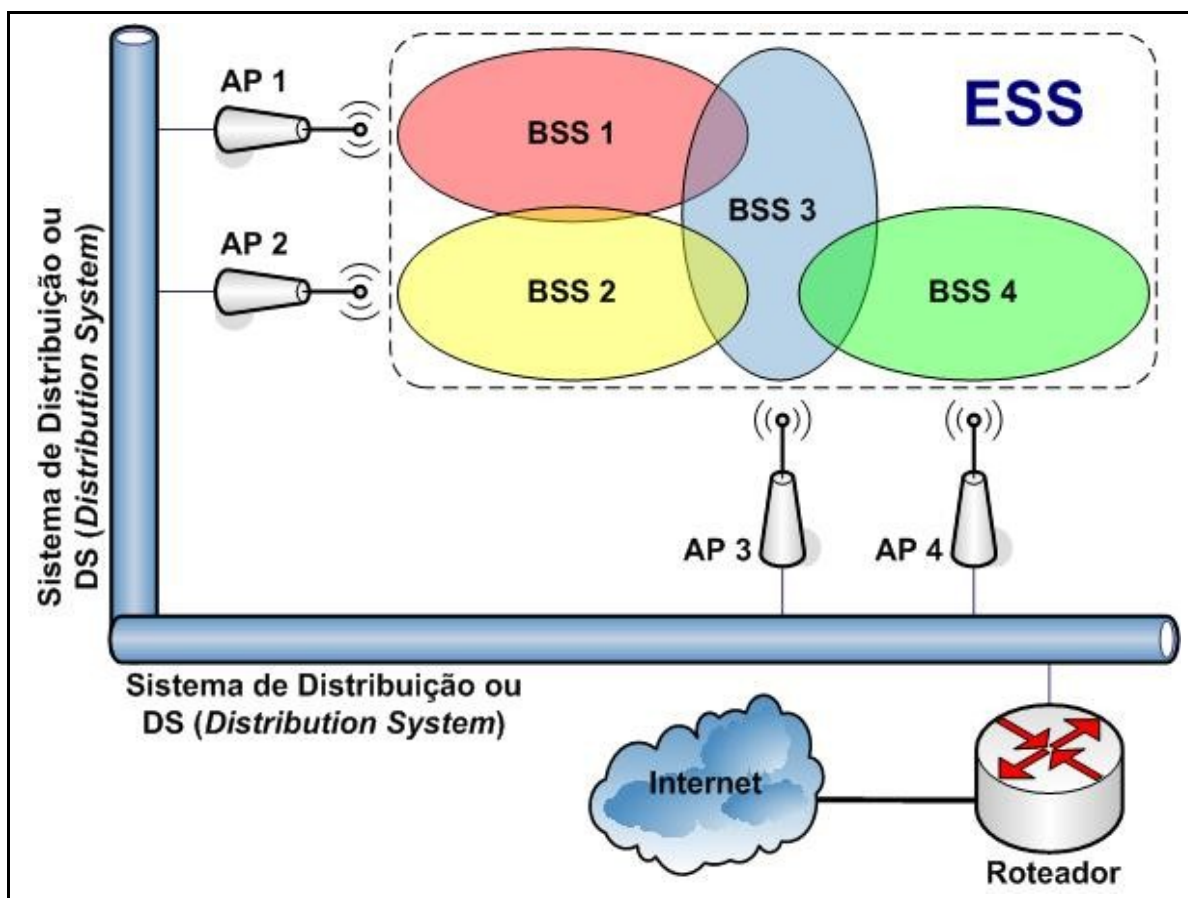 AP 1
BSS 1
ESS
BSS 3
AP 2
BSS 2
BSS 4
Sistema de Distribuição ou
DS (Distribution System)
AP 3
AP 4
Sistema de Distribuição ou
DS (Distribution System)
Internet
Roteador